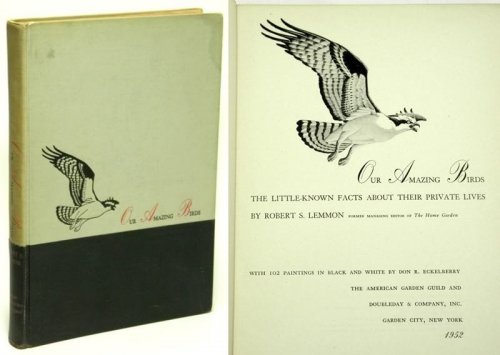 Our Amazing Birds
Our Amazing Birds
THE LITTLE-KNOWN FACTS ABOUT THEIR PRIVATE LIVES
BY ROBERT S. LEMMON FORMER MANAGING EDITOR OF The Home Garden
WITH 102 PAINTINGS IN BLACK AND WHITE BY DON R. ECKELBERRY
THE AMERICAN GARDEN GUILD AND
DOUBLEDAY & COMPANY, INC.
GARDEN CITY, NEW YORK
1952